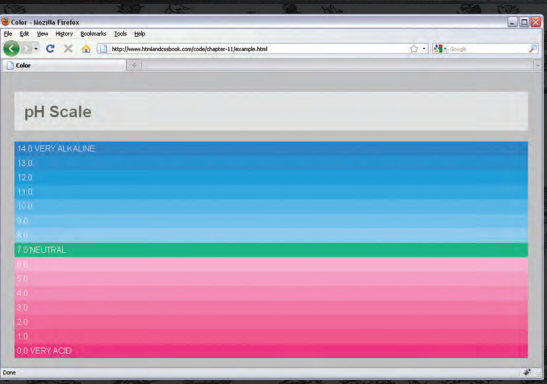 Color - Mozilla Firefox
File Edit View History Bookmarks Tools Help
http://www.htmlandcssbook.com/code/chapter-11/example.html
Google
Color
pH Scale
14.0 VERY ALKALINE
13.0
12.0
11.0
10.0
9.0
8.0
7.0 NEUTRAL
6.0
5.0
4.0
3.0
2.0
1.0
0.0 VERY ACID
Done